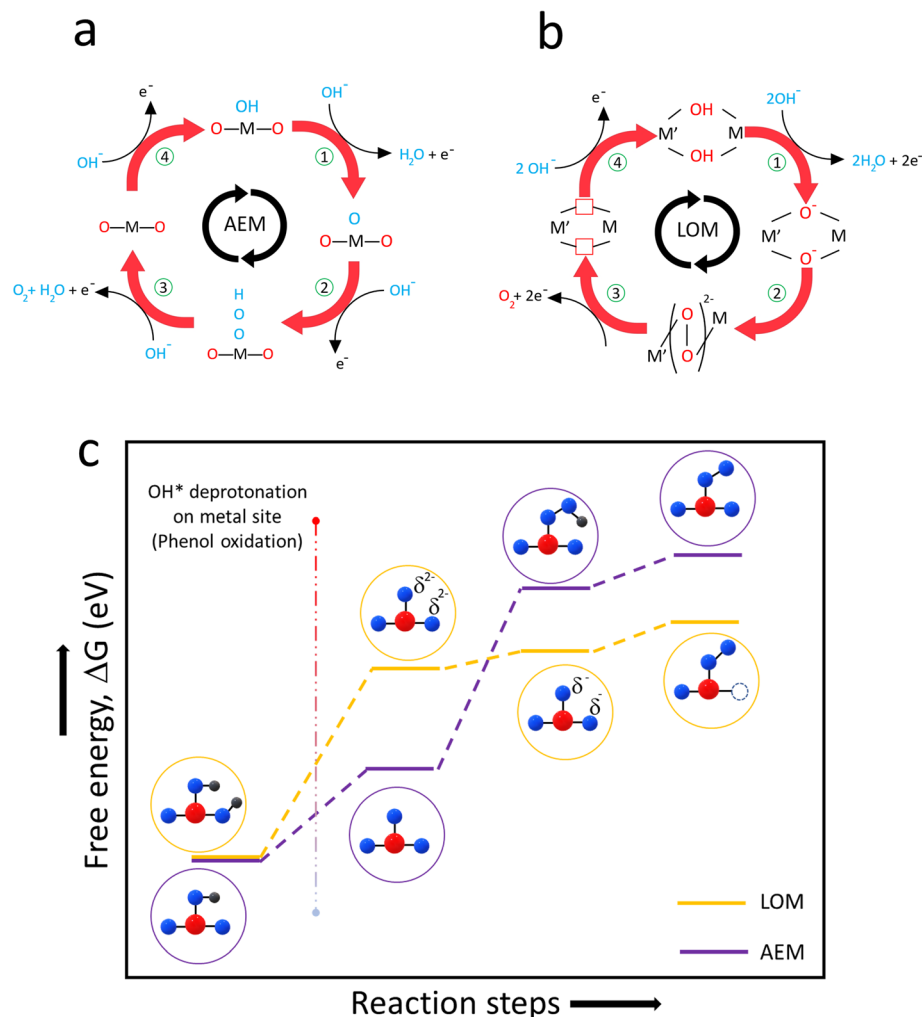 a
OH
O—M—O
OH⁻
①
H₂O + e⁻
O
O—M—O
②
OH⁻
e⁻
H
O
O
O—M—O
③
OH⁻
O₂+ H₂O + e⁻
O—M—O
④
OH⁻
e⁻
AEM
b
OH
M' M
OH
2OH⁻
①
2H₂O + 2e⁻
O⁻
M' M
O⁻
②
2-
O
M' M
O
③
O₂+ 2e⁻
M' M
④
2 OH⁻
e⁻
LOM
c
OH* deprotonation
on metal site
(Phenol oxidation)
δ²⁻
δ²⁻
δ⁻
δ⁻
LOM
AEM
Free energy, ΔG (eV)
Reaction steps